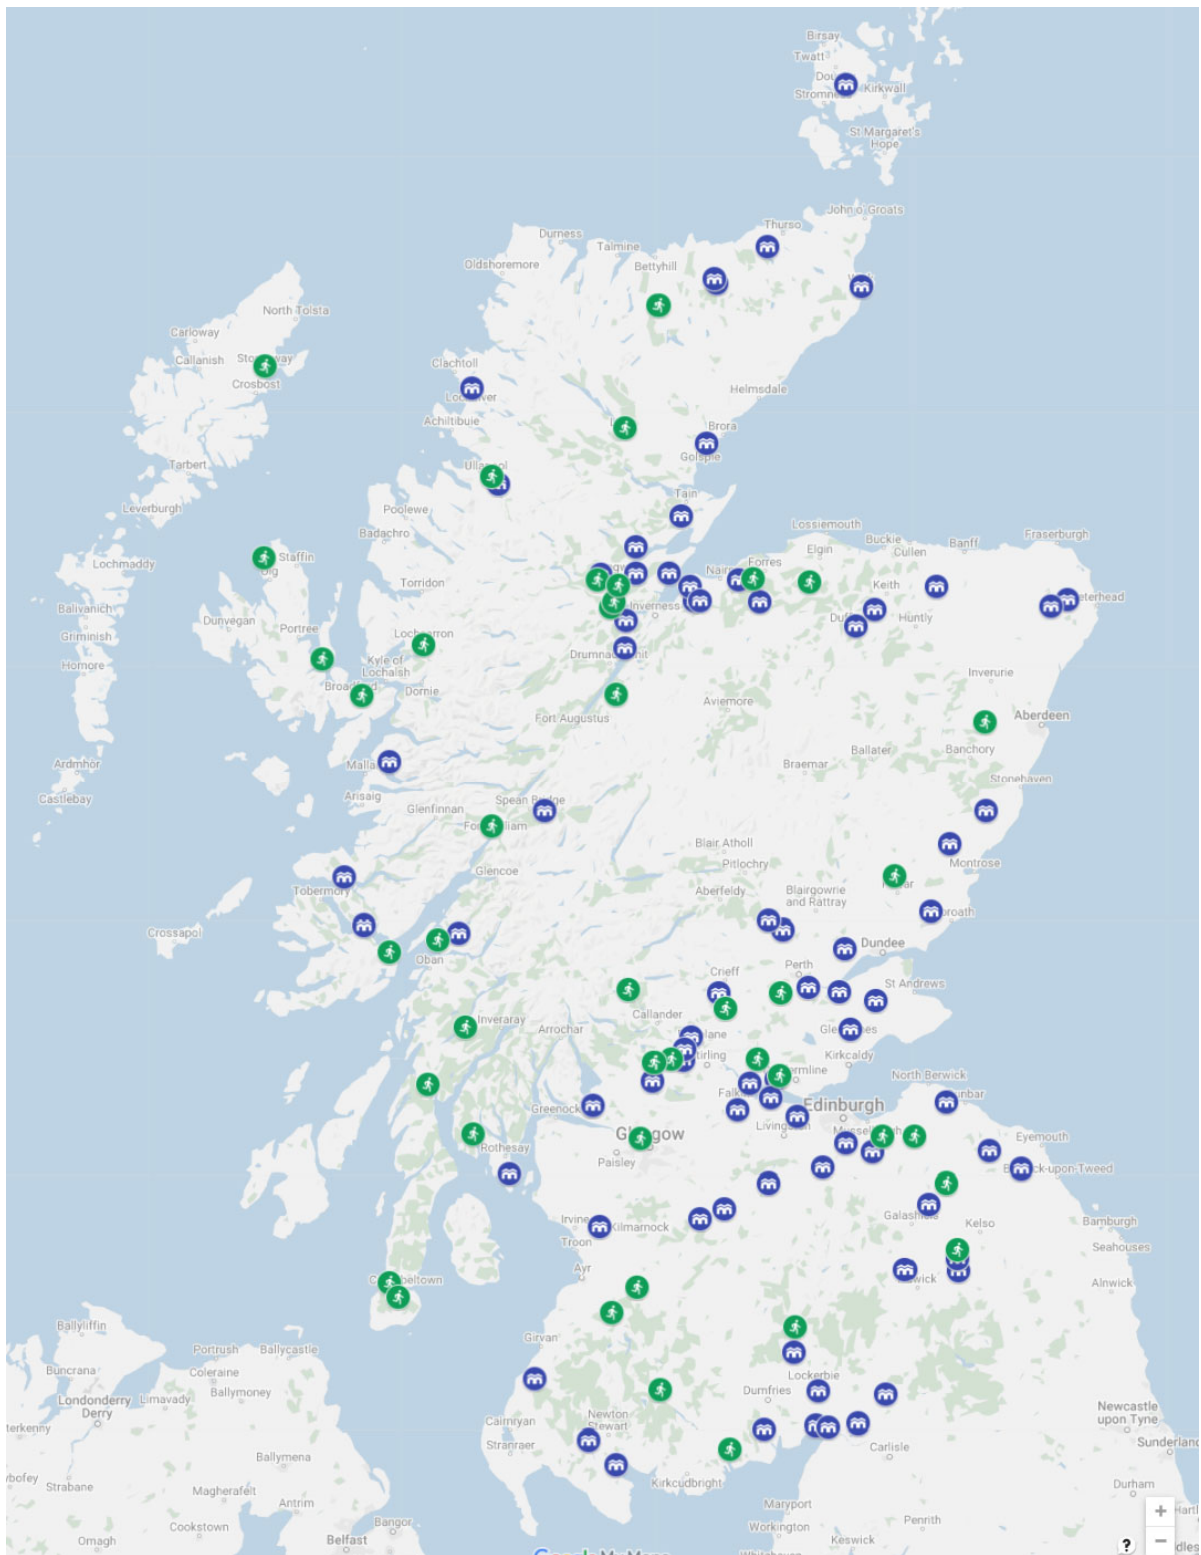 Birsay
Twatt
Kirkwall
St Margaret's
Hope
John o' Groats
Thurso
Durness
Talmine
Bettyhill
Oldshoremore
North Tolsta
Carloway
Callanish
Crosbost
Clachtoll
Helmsdale
Achiltibuie
Brora
Golspie
Tarbert
Tain
Leverburgh
Poolewe
Badachro
Lossiemouth
Buckie
Cullen
Banff
Fraserburgh
Elgin
Staffin
Lochmaddy
Forres
Keith
Torridon
Inverness
Balivanich
Dunvegan
Portree
Huntly
Griminish
Homore
Kyle of
Lochalsh
Dornie
Inverurie
Aviemore
Fort Augustus
Aberdeen
Ballater
Banchory
Braemar
Ardmhor
Castlebay
Stonehaven
Arisaig
Glenfinnan
Blair Atholl
Pitlochry
Montrose
Glencoe
Tobermory
Aberfeldy
Blairgowrie
and Rattray
Crossapol
Oban
Dundee
Crieff
Perth
St Andrews
Callander
Inveraray
Arrochar
Kirkcaldy
North Berwick
Greenock
Edinburgh
Eyemouth
Paisley
Rothesay
Irvine
Kilmarnock
Troon
Kelso
Bamburgh
Seahouses
Ayr
Alnwick
Ballyliffin
Girvan
Portrush
Ballycastle
Buncrana
Coleraine
Londonderry
Derry
Limavady
Ballymoney
Lockerbie
Dumfries
Cairnryan
Newton
Stewart
Newcastle
upon Tyne
Stranraer
Carlisle
Sunderland
Ballymena
Strabane
Kirkcudbright
Magherafelt
Antrim
Durham
Maryport
Cookstown
Bangor
Workington
Penrith
Omagh
Belfast
Keswick
+
?
−